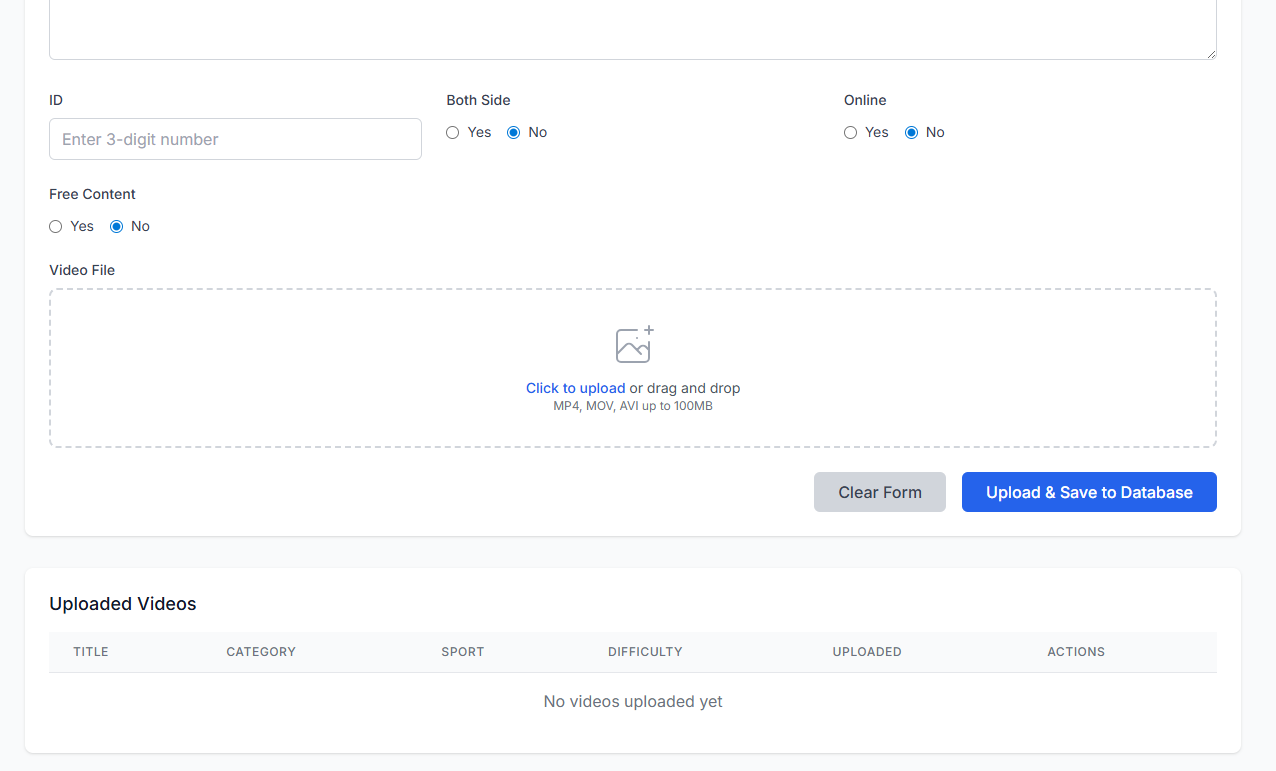 ID
Both Side
Online
Enter 3-digit number
Yes No
Yes No
Free Content
Yes No
Video File
Click to upload or drag and drop
MP4, MOV, AVI up to 100MB
Clear Form
Upload & Save to Database
Uploaded Videos
TITLE CATEGORY SPORT DIFFICULTY UPLOADED ACTIONS
No videos uploaded yet